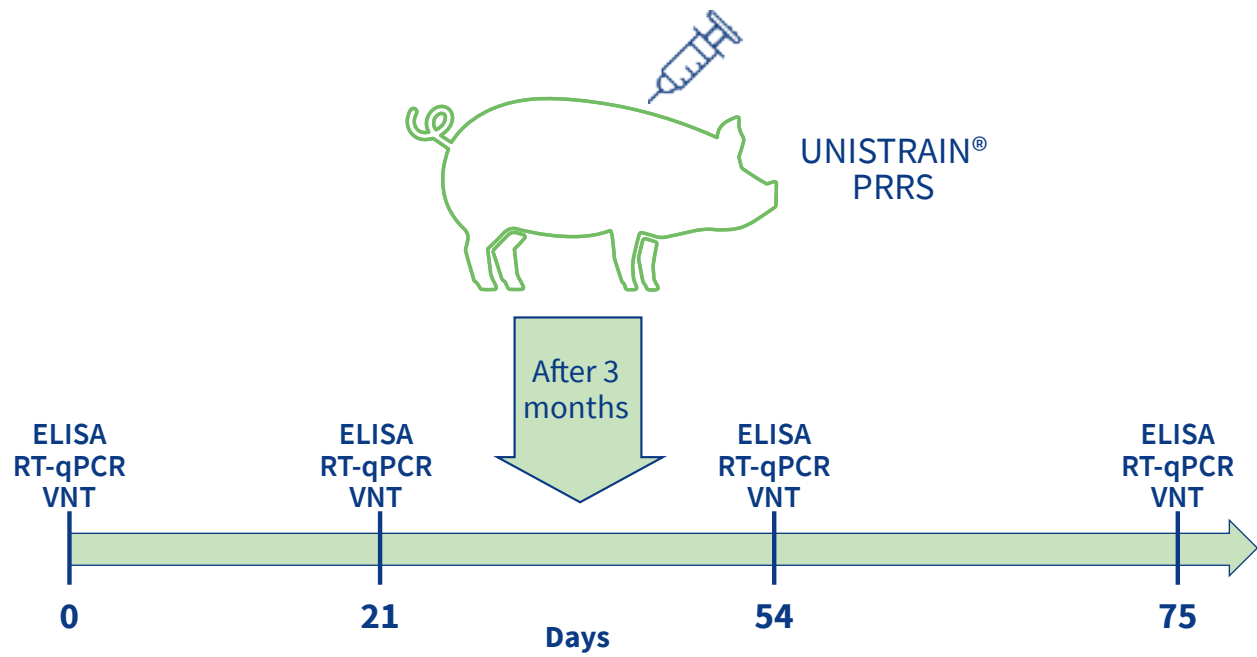 UNISTRAIN®
PRRS
After 3
months
ELISA
RT-qPCR
VNT
ELISA
RT-qPCR
VNT
ELISA
RT-qPCR
VNT
ELISA
RT-qPCR
VNT
0
21
54
75
Days